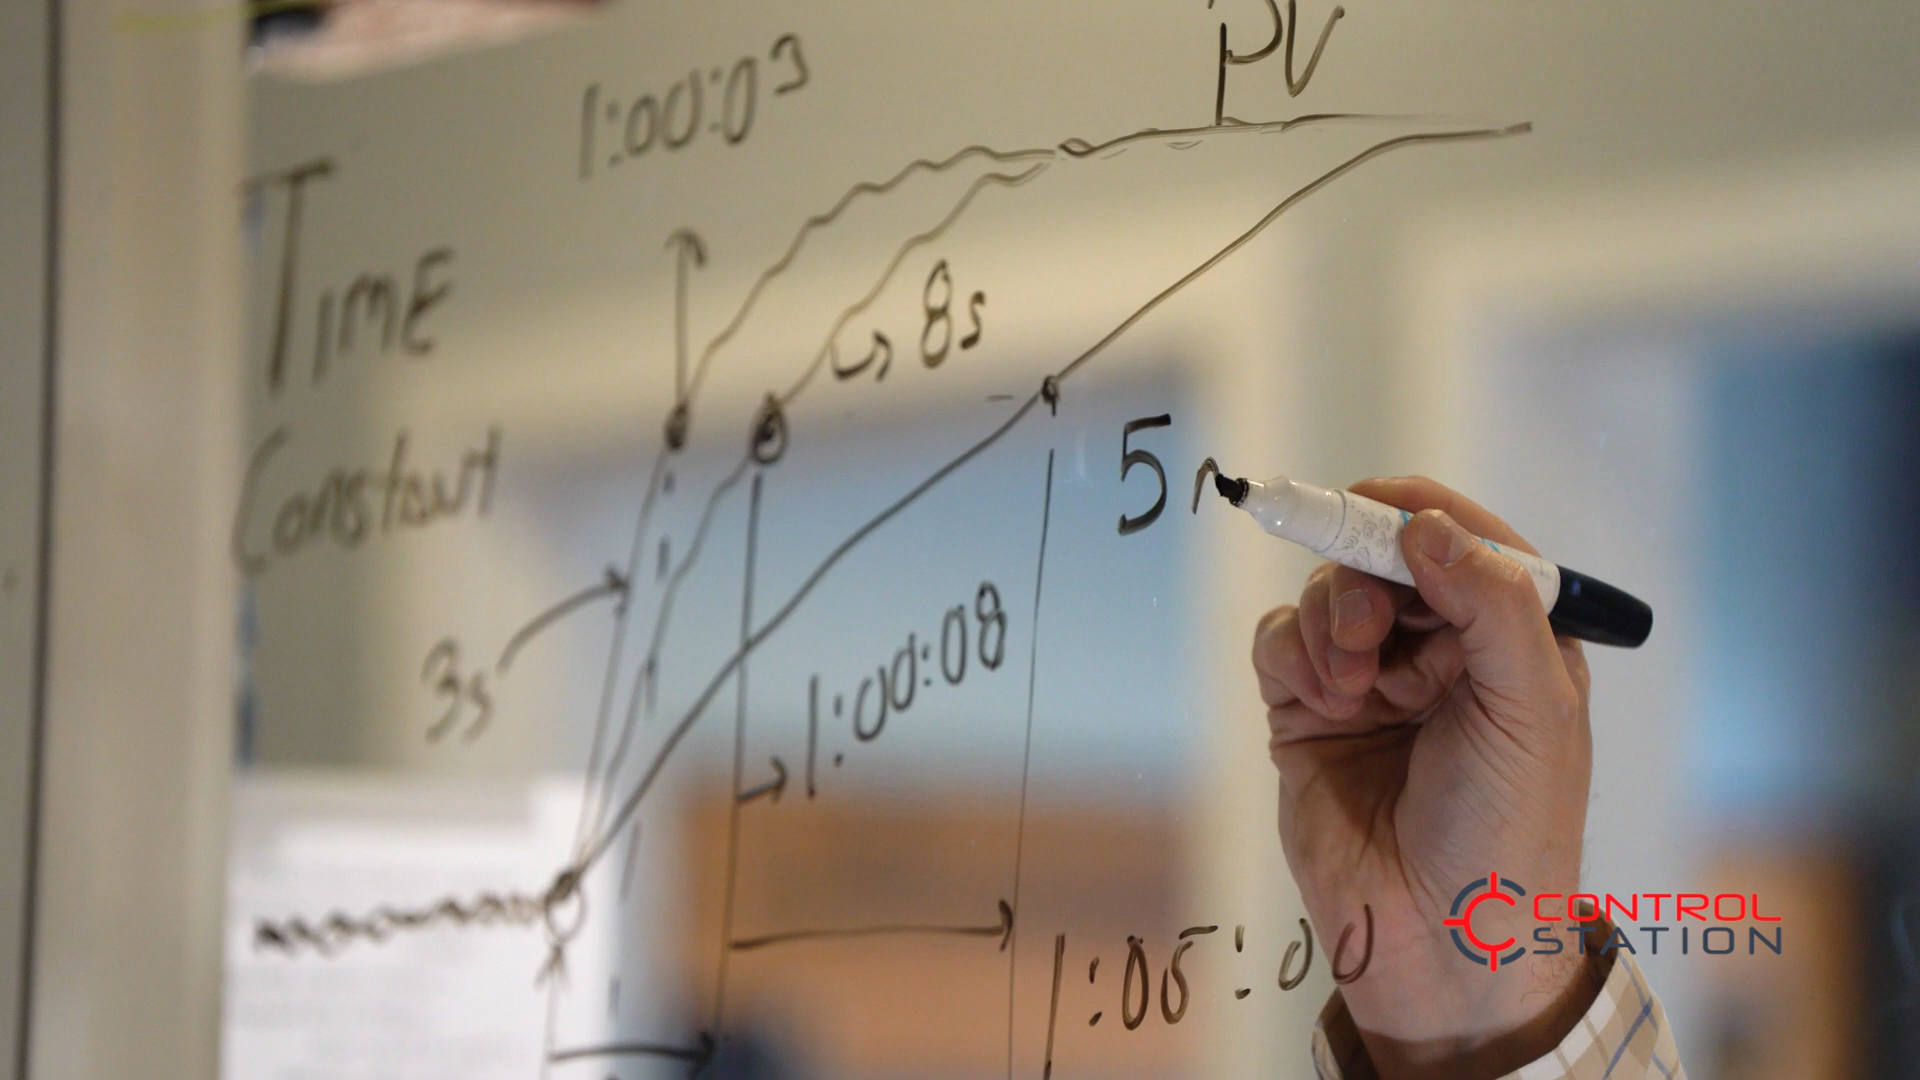 PV
1:00:03
TIME
Constant
8s
5
3s
1:00:08
1:05:00
CONTROL
STATION